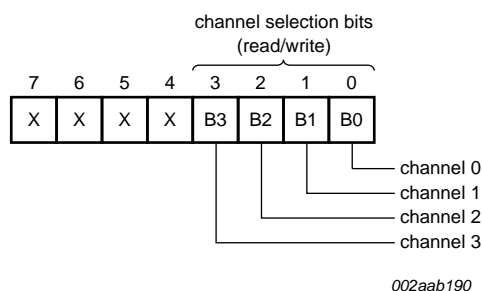 channel selection bits
(read/write)
7 6 5 4 3 2 1 0
X X X X B3 B2 B1 B0
channel 0
channel 1
channel 2
channel 3
002aab190